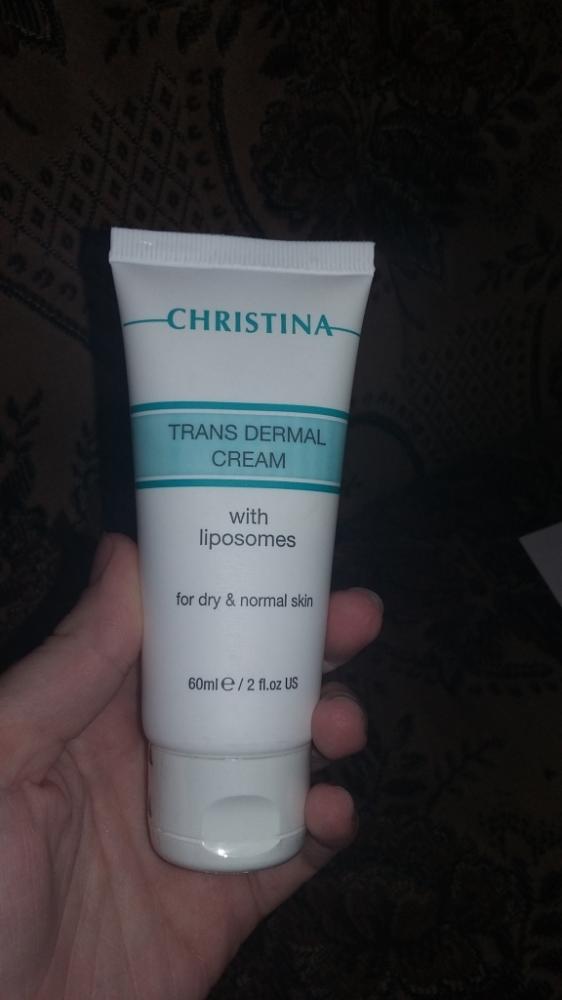 CHRISTINA
TRANS DERMAL
CREAM
with
liposomes
for dry & normal skin
60ml ℮ / 2 fl.oz US